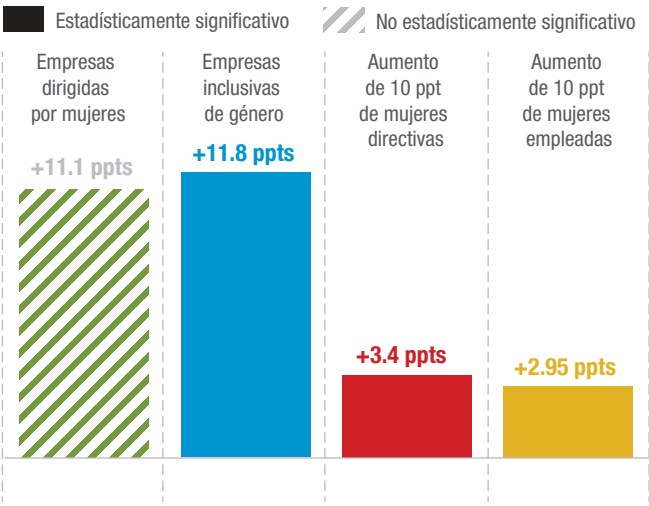 Estadísticamente significativo
No estadísticamente significativo
Empresas
dirigidas
por mujeres
+11.1 ppts
Empresas
inclusivas
de género
+11.8 ppts
Aumento
de 10 ppt
de mujeres
directivas
+3.4 ppts
Aumento
de 10 ppt
de mujeres
empleadas
+2.95 ppts